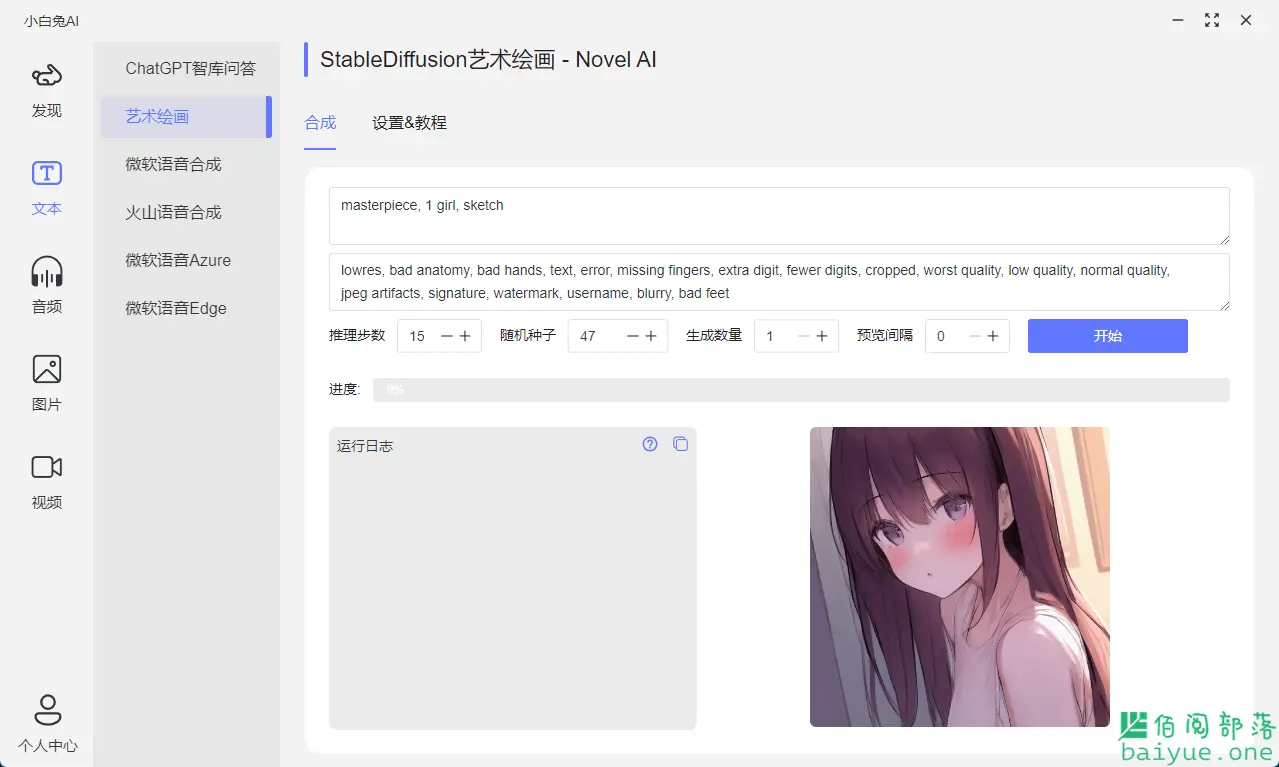 小白兔AI
发现
文本
音频
图片
视频
个人中心
ChatGPT智库问答
艺术绘画
微软语音合成
火山语音合成
微软语音Azure
微软语音Edge
StableDiffusion艺术绘画 - Novel AI
合成 设置&教程
masterpiece, 1 girl, sketch
lowres, bad anatomy, bad hands, text, error, missing fingers, extra digit, fewer digits, cropped, worst quality, low quality, normal quality,
jpeg artifacts, signature, watermark, username, blurry, bad feet
推理步数 15 随机种子 47 生成数量 1 预览间隔 0 开始
进度: 0%
运行日志
佰阅部落
baiyue.one